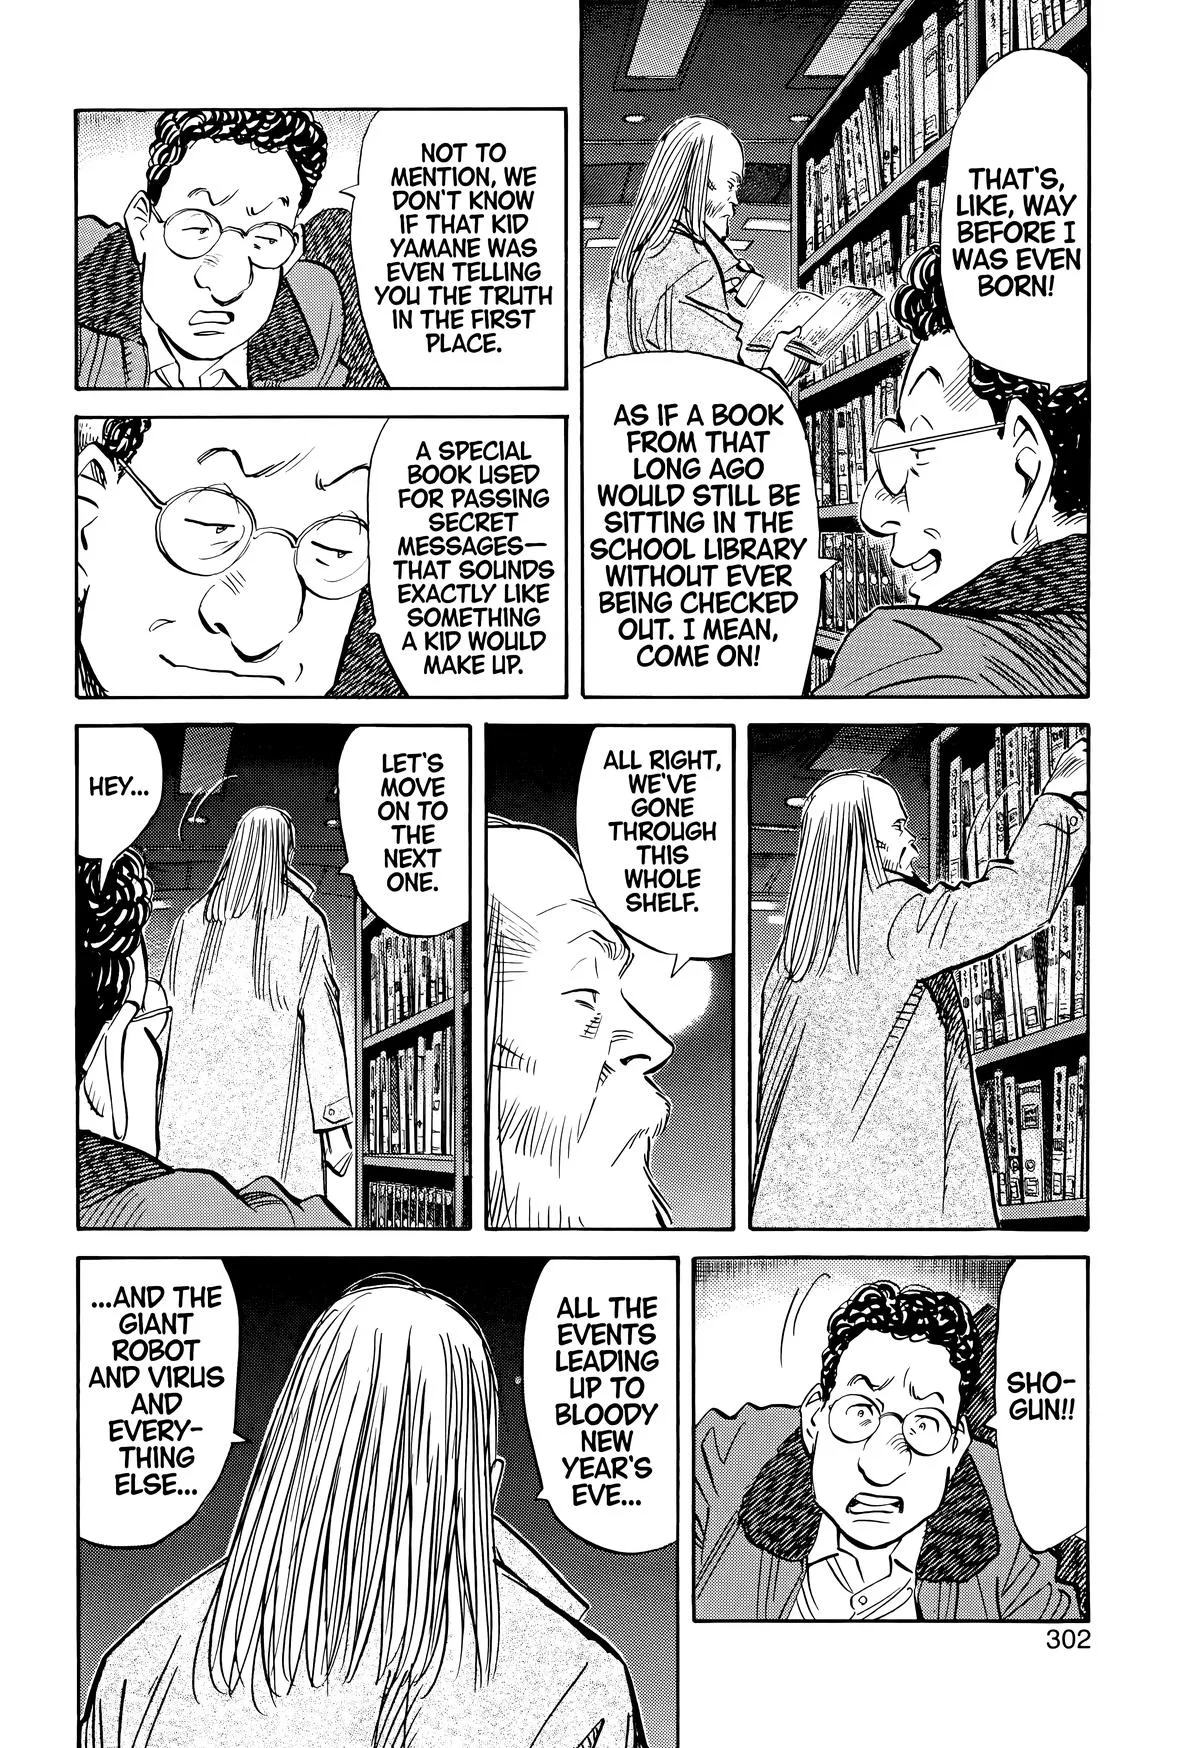 THAT'S,
LIKE, WAY
BEFORE I
WAS EVEN
BORN!
AS IF A BOOK
FROM THAT
LONG AGO
WOULD STILL BE
SITTING IN THE
SCHOOL LIBRARY
WITHOUT EVER
BEING CHECKED
OUT. I MEAN,
COME ON!
NOT TO
MENTION, WE
DON'T KNOW
IF THAT KID
YAMANE WAS
EVEN TELLING
YOU THE TRUTH
IN THE FIRST
PLACE.
A SPECIAL
BOOK USED
FOR PASSING
SECRET
MESSAGES—
THAT SOUNDS
EXACTLY LIKE
SOMETHING
A KID WOULD
MAKE UP.
ALL RIGHT,
WE'VE
GONE
THROUGH
THIS
WHOLE
SHELF.
LET'S
MOVE
ON TO
THE
NEXT
ONE.
HEY...
SHO-
GUN!!
ALL THE
EVENTS
LEADING
UP TO
BLOODY
NEW
YEAR'S
EVE...
...AND THE
GIANT
ROBOT
AND VIRUS
AND
EVERY-
THING
ELSE...
302